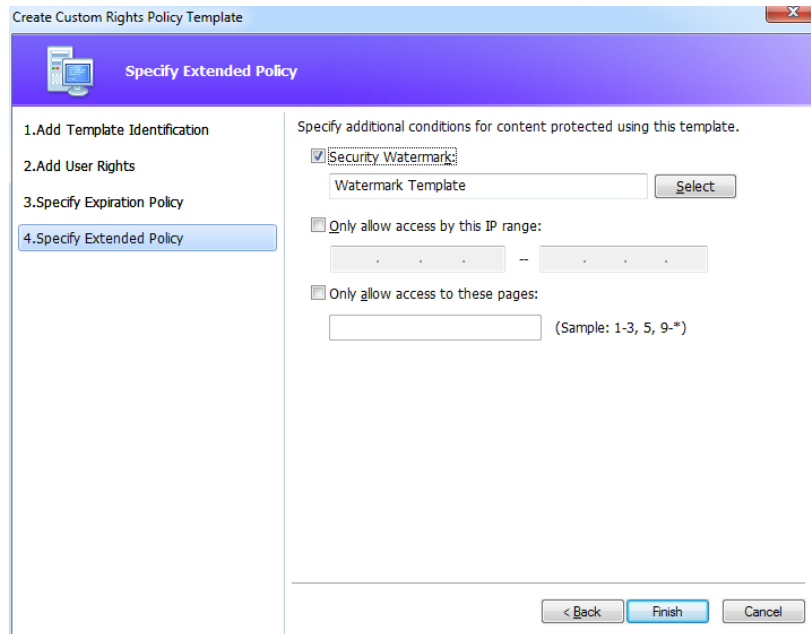 Create Custom Rights Policy Template
Specify Extended Policy
1.Add Template Identification
2.Add User Rights
3.Specify Expiration Policy
4.Specify Extended Policy
Specify additional conditions for content protected using this template.
Security Watermark:
Watermark Template
Select
Only allow access by this IP range:
. . . -- . . .
Only allow access to these pages:
(Sample: 1-3, 5, 9-*)
< Back
Finish
Cancel